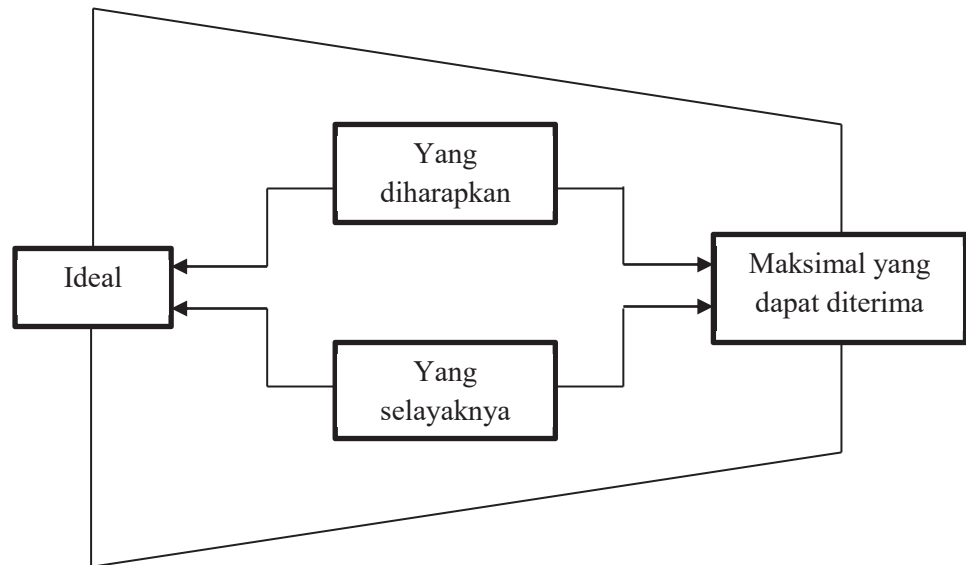 Yang
diharapkan
Ideal
Maksimal yang
dapat diterima
Yang
selayaknya